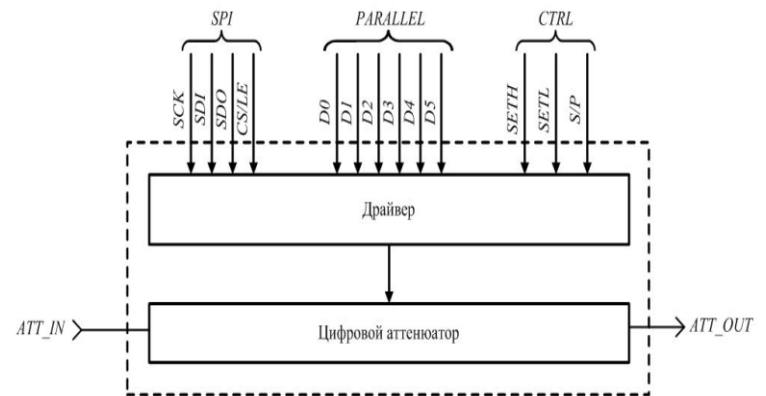 SPI
PARALLEL
CTRL
SCK
SDI
SDO
CS/LE
D0
D1
D2
D3
D4
D5
SETH
SETL
S/P
Драйвер
ATT_IN
Цифровой аттенюатор
ATT_OUT